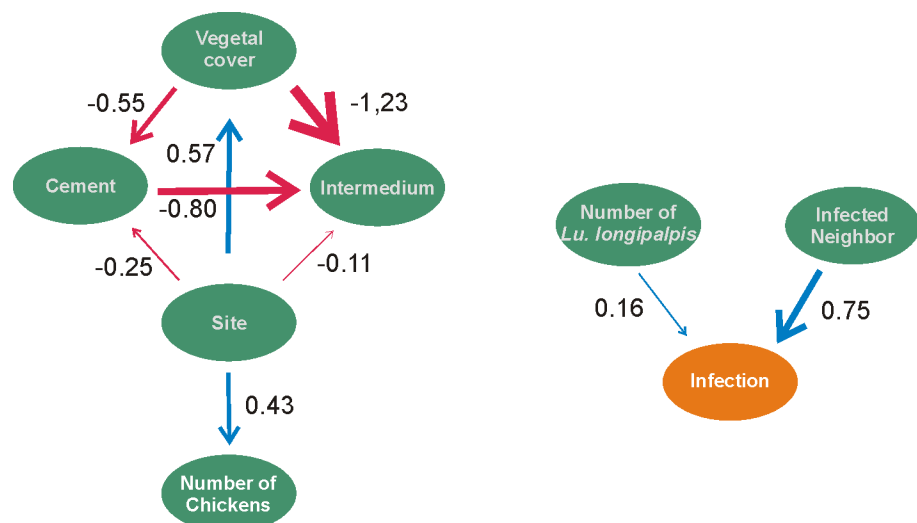 Vegetal
cover
-0.55
-1,23
0.57
Cement
Intermedium
-0.80
-0.25
-0.11
Site
0.43
Number of
Chickens
Number of
Lu. longipalpis
Infected
Neighbor
0.16
0.75
Infection